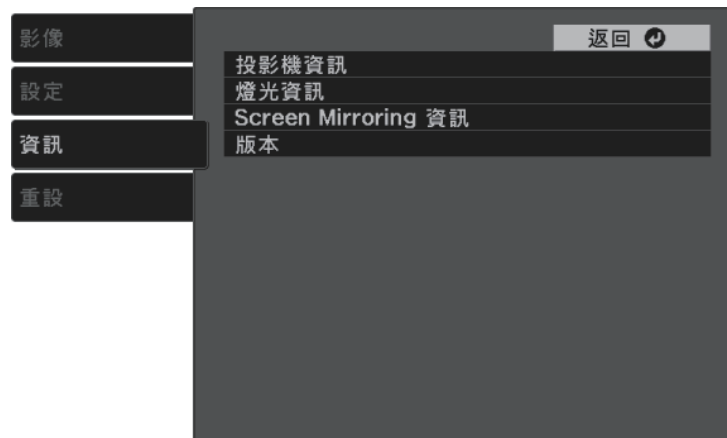 影像
設定
資訊
重設
返回
投影機資訊
燈光資訊
Screen Mirroring 資訊
版本